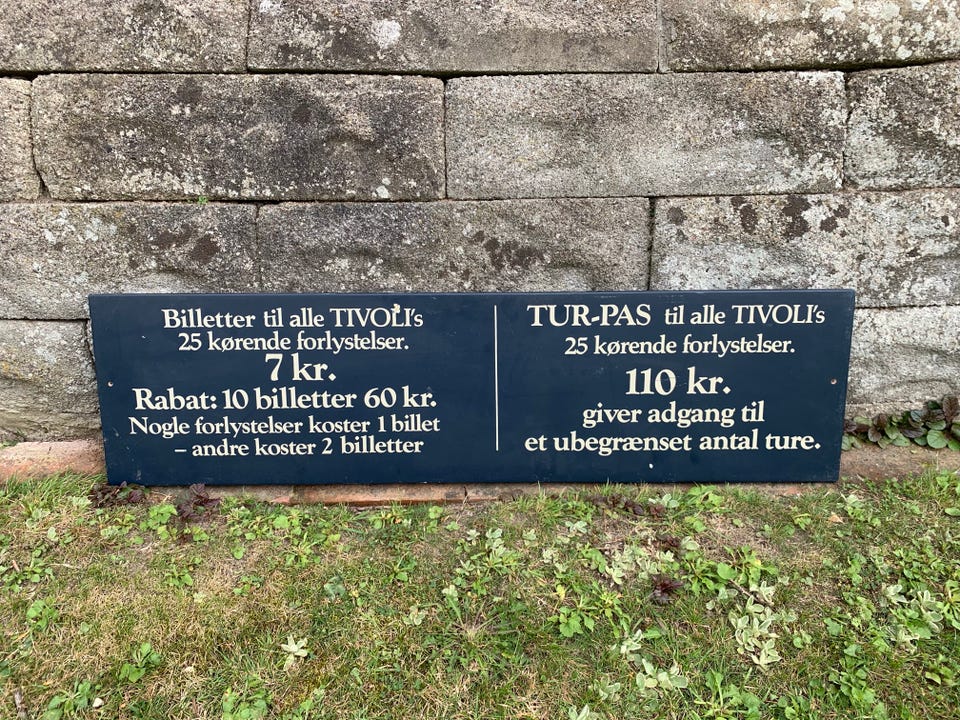 Billetter til alle TIVOLI's
25 kørende forlystelser.
7 kr.
Rabat: 10 billetter 60 kr.
Nogle forlystelser koster 1 billet
– andre koster 2 billetter
TUR-PAS til alle TIVOLI's
25 kørende forlystelser.
110 kr.
giver adgang til
et ubegrænset antal ture.